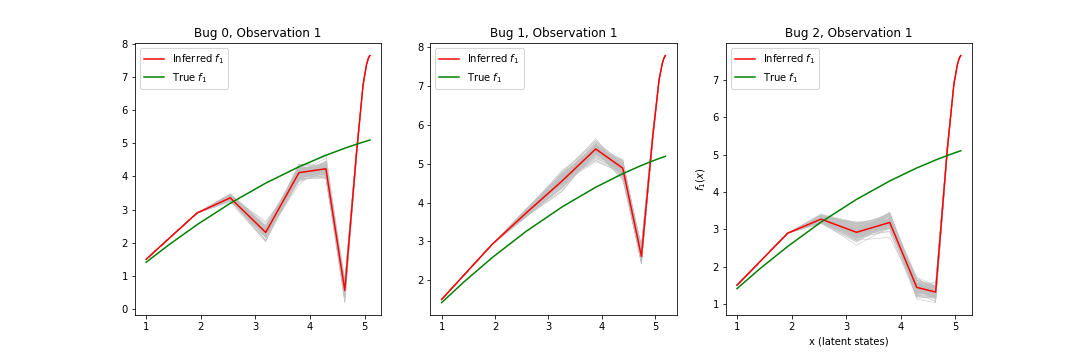 Bug 0, Observation 1
Inferred f₁
True f₁
8
7
6
5
4
3
2
1
0
1 2 3 4 5
Bug 1, Observation 1
Inferred f₁
True f₁
8
7
6
5
4
3
2
1 2 3 4 5
Bug 2, Observation 1
Inferred f₁
True f₁
f₁(x)
7
6
5
4
3
2
1
1 2 3 4 5
x (latent states)